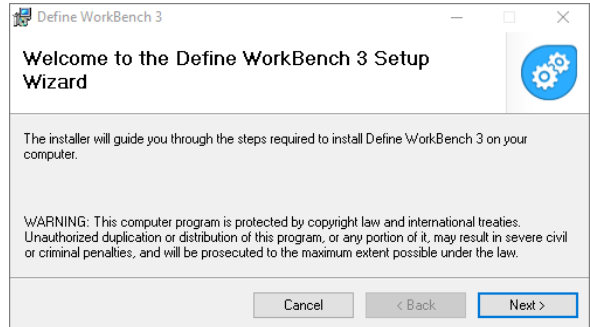 Define WorkBench 3
Welcome to the Define WorkBench 3 Setup
Wizard
The installer will guide you through the steps required to install Define WorkBench 3 on your
computer.
WARNING: This computer program is protected by copyright law and international treaties.
Unauthorized duplication or distribution of this program, or any portion of it, may result in severe civil
or criminal penalties, and will be prosecuted to the maximum extent possible under the law.
Cancel < Back Next >